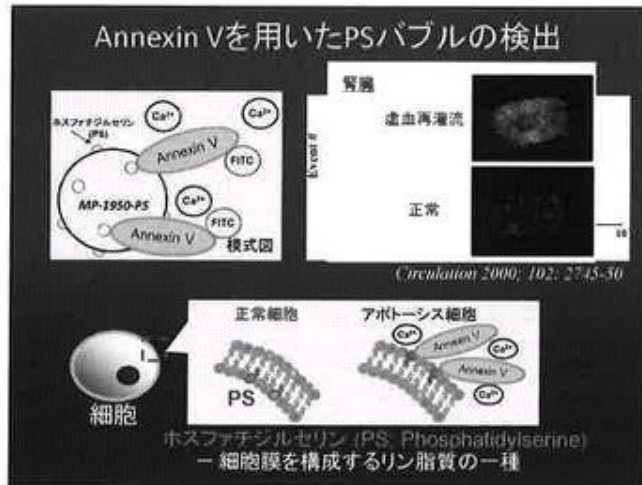 Annexin Vを用いたPSバブルの検出
ホスファチジルセリン
(PS)
Ca²⁺
Ca²⁺
Annexin V
FITC
MP-1950-PS
Ca²⁺
FITC
Annexin V
模式図
腎臓
虚血再灌流
Event #
正常
10
Circulation 2000; 102: 2745-50
正常細胞
アポトーシス細胞
Ca²⁺
Annexin V
Ca²⁺
Annexin V
PS
Ca²⁺
細胞
ホスファチジルセリン (PS: Phosphatidylserine)
ー細胞膜を構成するリン脂質の一種